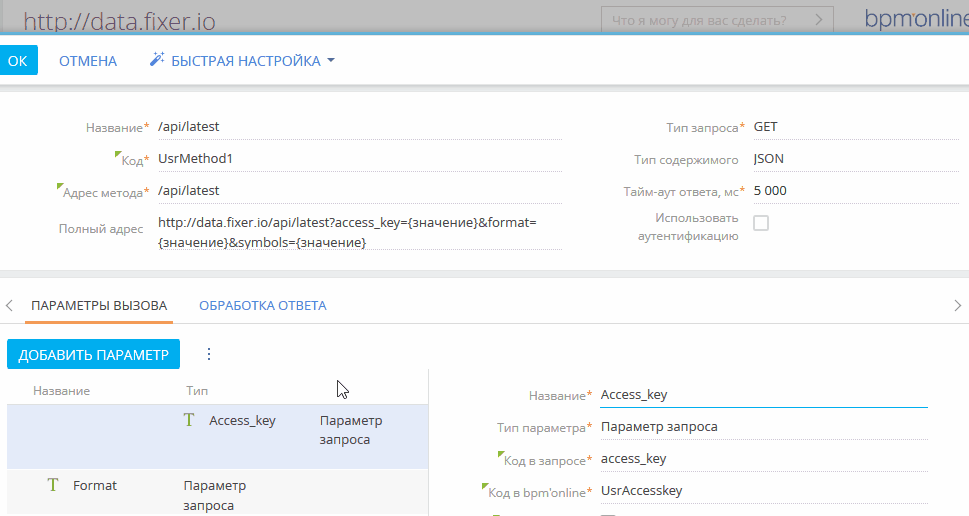 http://data.fixer.io
Что я могу для вас сделать?
bpm'online
ОК
ОТМЕНА
БЫСТРАЯ НАСТРОЙКА
Название* /api/latest
Код* UsrMethod1
Адрес метода* /api/latest
Полный адрес http://data.fixer.io/api/latest?access_key={значение}&format=
{значение}&symbols={значение}
Тип запроса* GET
Тип содержимого JSON
Тайм-аут ответа, мс* 5 000
Использовать
аутентификацию
ПАРАМЕТРЫ ВЫЗОВА
ОБРАБОТКА ОТВЕТА
ДОБАВИТЬ ПАРАМЕТР
Название Тип
T Access_key Параметр
запроса
T Format Параметр
запроса
Название* Access_key
Тип параметра* Параметр запроса
Код в запросе* access_key
Код в bpm'online* UsrAccesskey